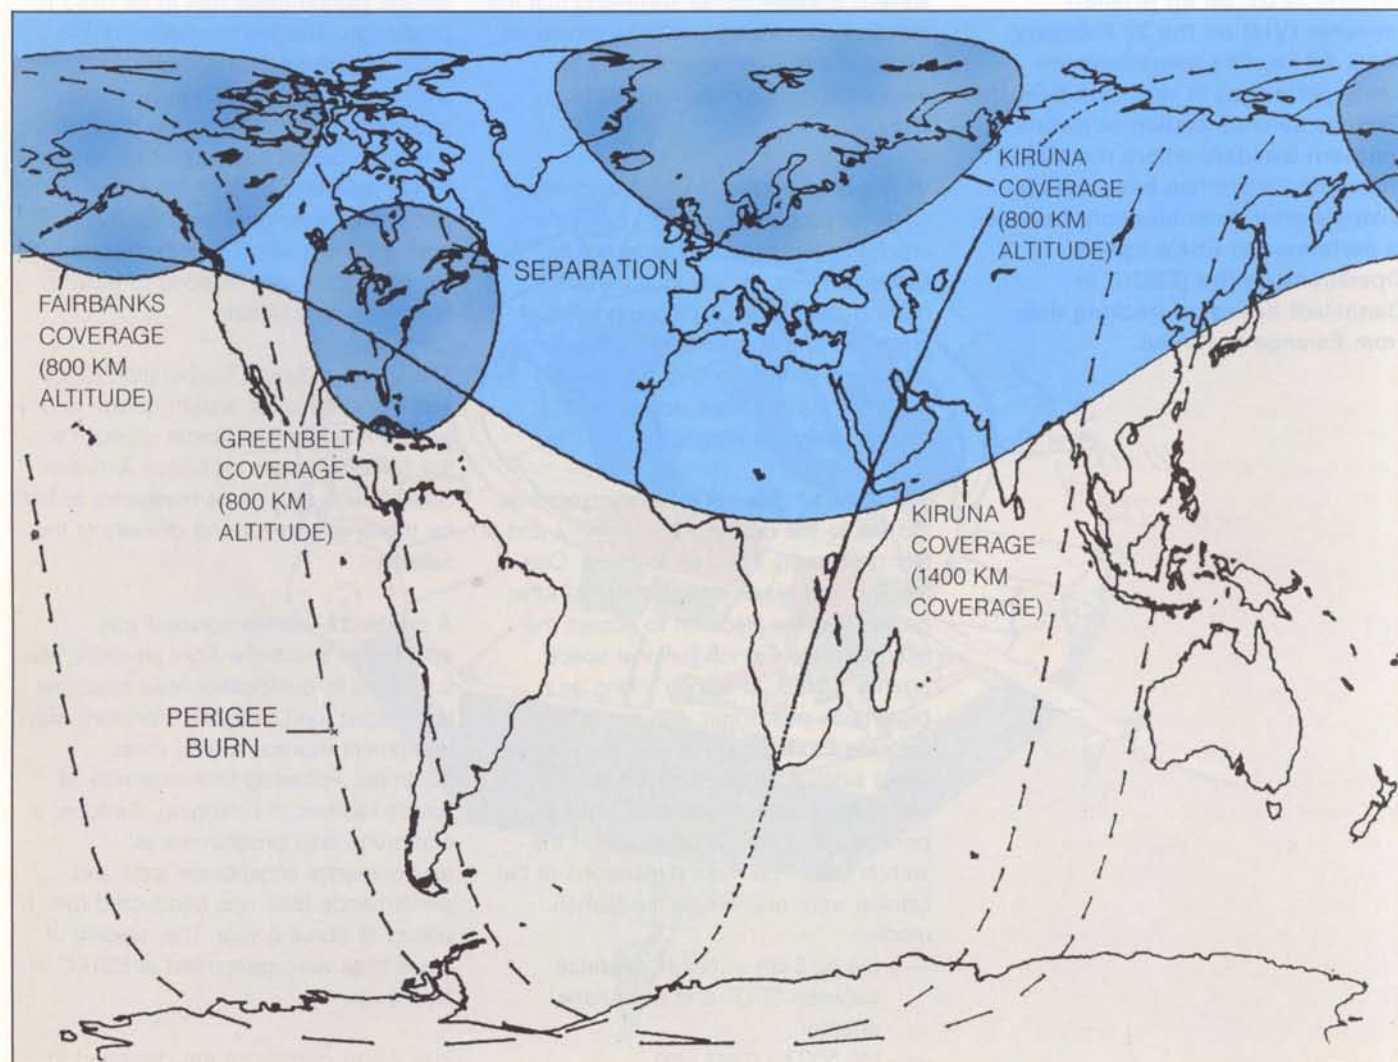 KIRUNA
COVERAGE
(800 KM
ALTITUDE)
SEPARATION
FAIRBANKS
COVERAGE
(800 KM
ALTITUDE)
GREENBELT
COVERAGE
(800 KM
ALTITUDE)
KIRUNA
COVERAGE
(1400 KM
COVERAGE)
PERIGEE
BURN